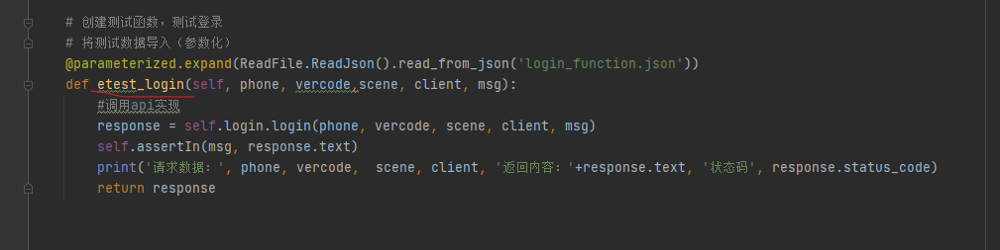 # 创建测试函数，测试登录
# 将测试数据导入（参数化）
@parameterized.expand(ReadFile.ReadJson().read_from_json('login_function.json'))
def etest_login(self, phone, vercode,scene, client, msg):
#调用api实现
response = self.login.login(phone, vercode, scene, client, msg)
self.assertIn(msg, response.text)
print('请求数据：', phone, vercode,  scene, client, '返回内容：'+response.text, '状态码', response.status_code)
return response